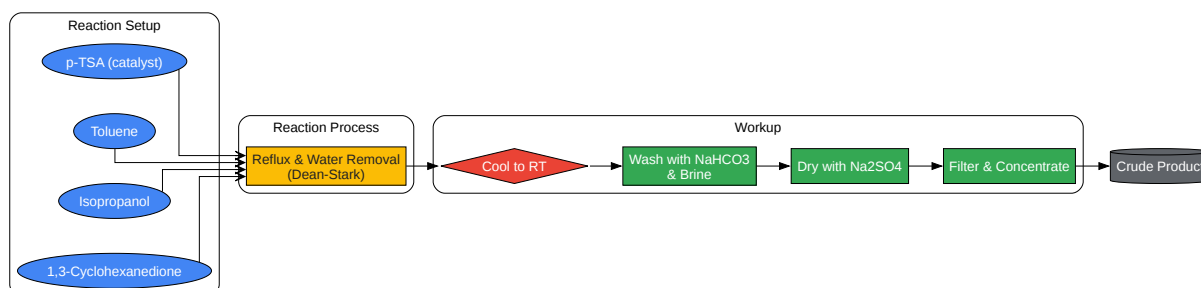 Reaction Setup
p-TSA (catalyst)
Toluene
Isopropanol
1,3-Cyclohexanedione
Reaction Process
Reflux & Water Removal
(Dean-Stark)
Workup
Cool to RT
Wash with NaHCO3
& Brine
Dry with Na2SO4
Filter & Concentrate
Crude Product